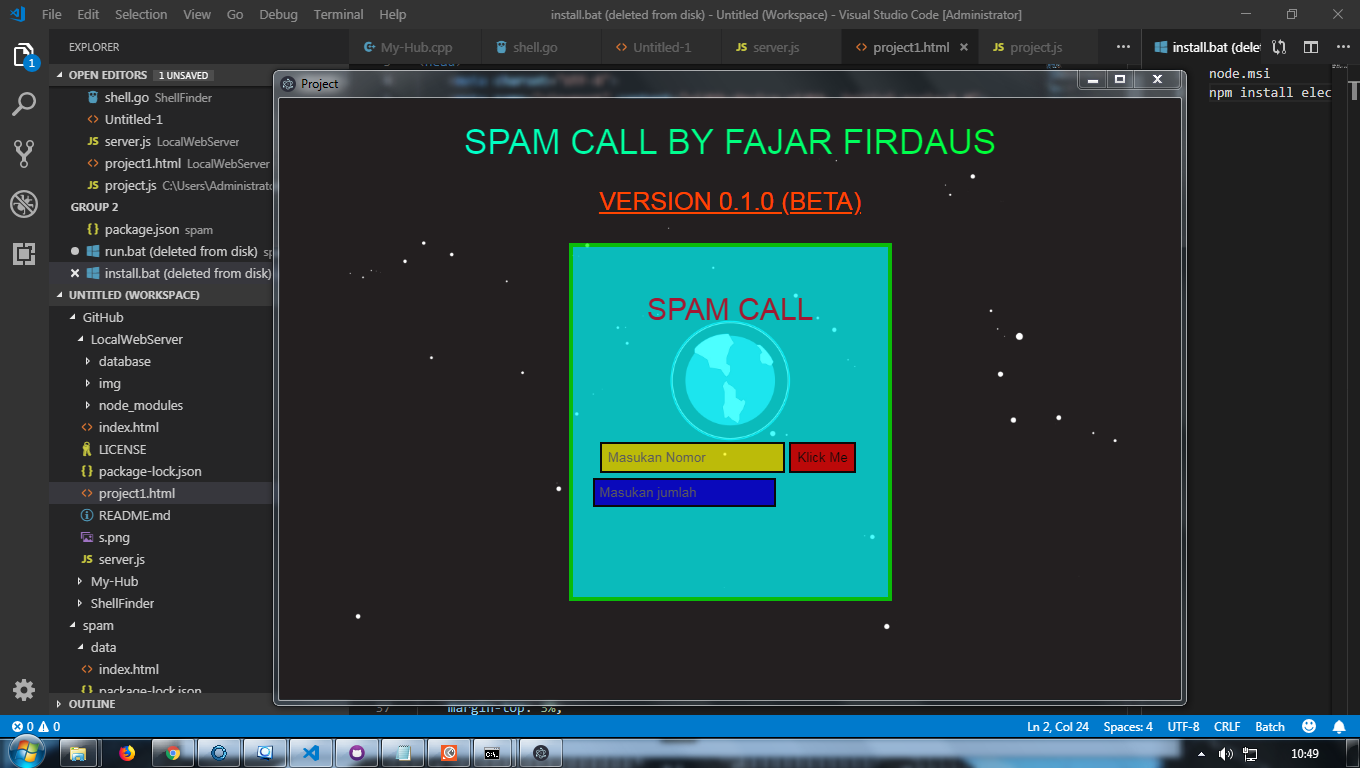 File Edit Selection View Go Debug Terminal Help install.bat (deleted from disk) - Untitled (Workspace) - Visual Studio Code [Administrator]
EXPLORER
My-Hub.cpp shell.go Untitled-1 JS server.js project1.html JS project.js ... install.bat (delet ...
1
OPEN EDITORS 1 UNSAVED
shell.go ShellFinder
Untitled-1
JS server.js LocalWebServer
project1.html LocalWebServer
JS project.js C:\Users\Administrato
GROUP 2
{} package.json spam
run.bat (deleted from disk) sp
install.bat (deleted from disk)
UNTITLED (WORKSPACE)
GitHub
LocalWebServer
database
img
node_modules
index.html
LICENSE
{} package-lock.json
project1.html
README.md
s.png
JS server.js
My-Hub
ShellFinder
spam
data
index.html
{} package-lock.json
OUTLINE
node.msi
npm install elec
Project
SPAM CALL BY FAJAR FIRDAUS
VERSION 0.1.0 (BETA)
SPAM CALL
Masukan Nomor Klick Me
Masukan jumlah
37 margin-top: 5%;
0 0 Ln 2, Col 24 Spaces: 4 UTF-8 CRLF Batch
C:\.
10:49